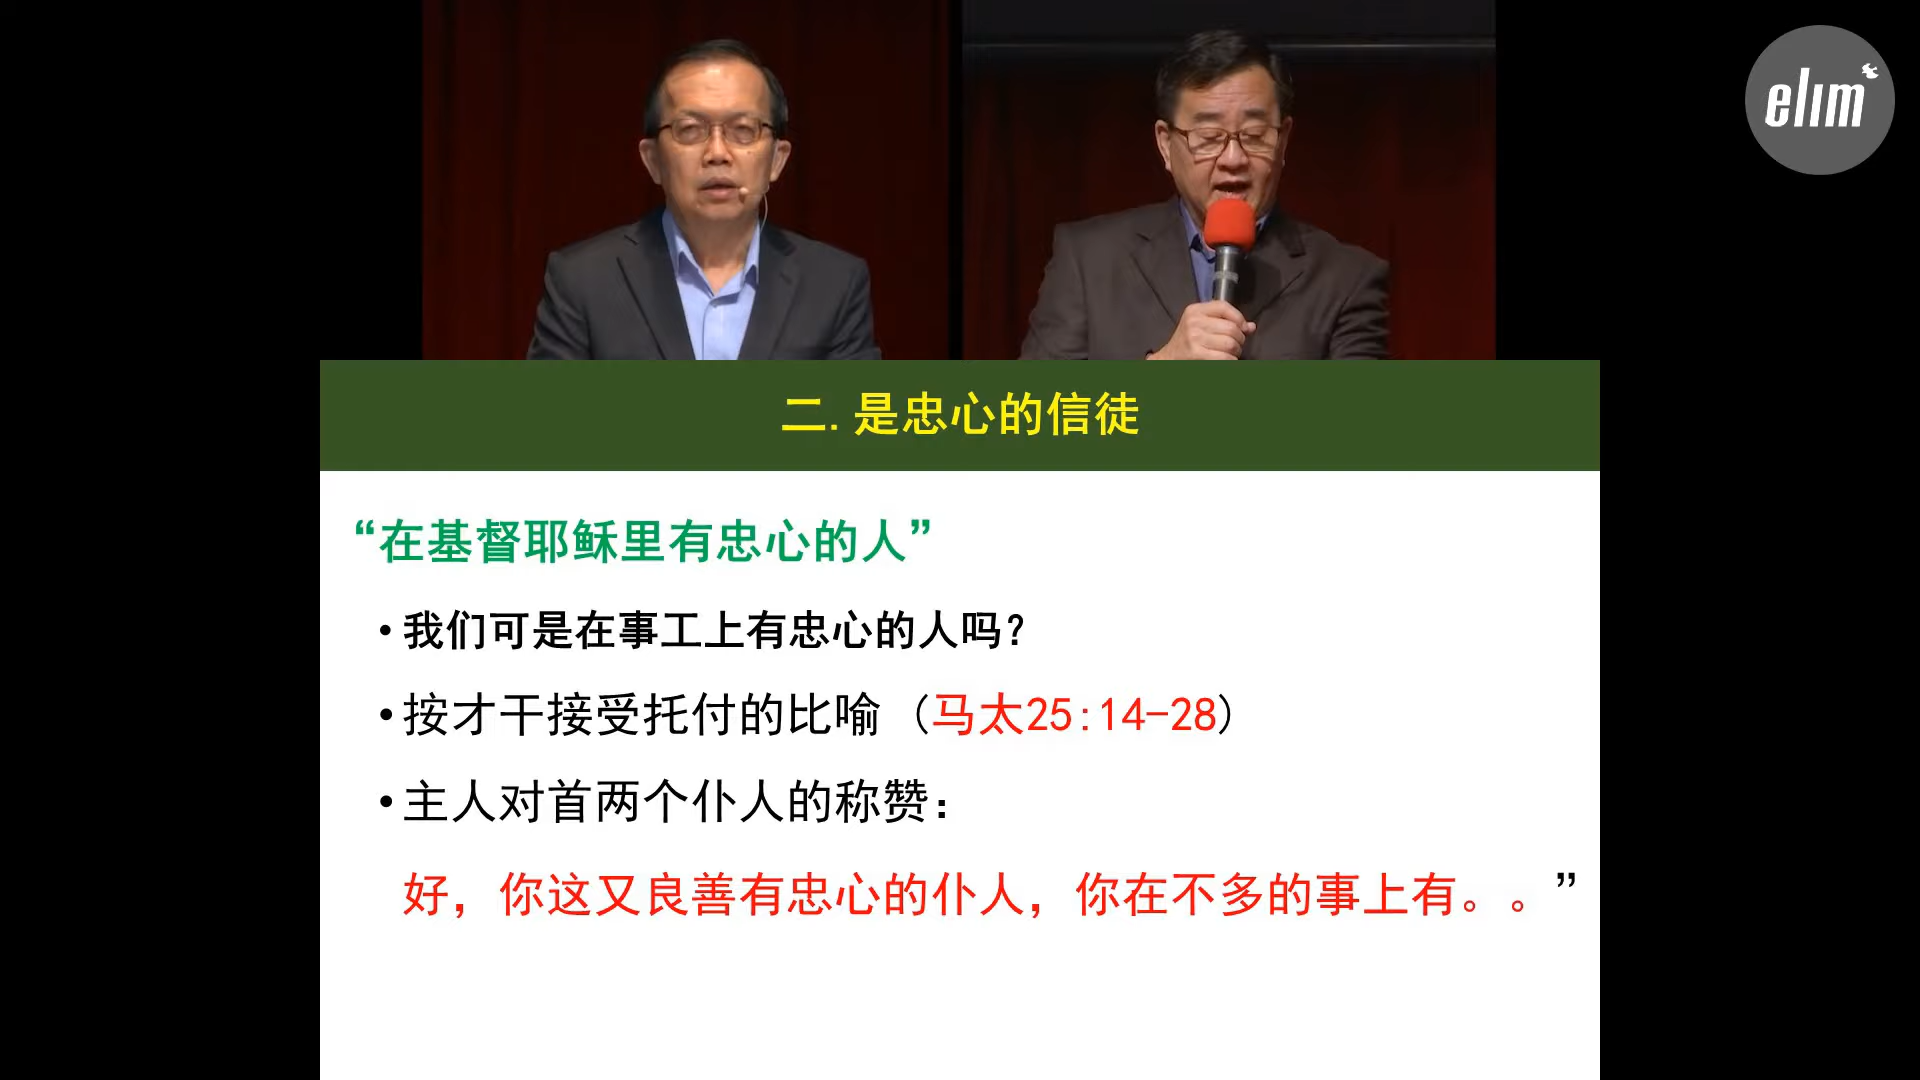 elim
二.是忠心的信徒
“在基督耶稣里有忠心的人”
•我们可是在事工上有忠心的人吗？
•按才干接受托付的比喻（马太25:14-28）
•主人对首两个仆人的称赞：
好，你这又良善有忠心的仆人，你在不多的事上有。。”